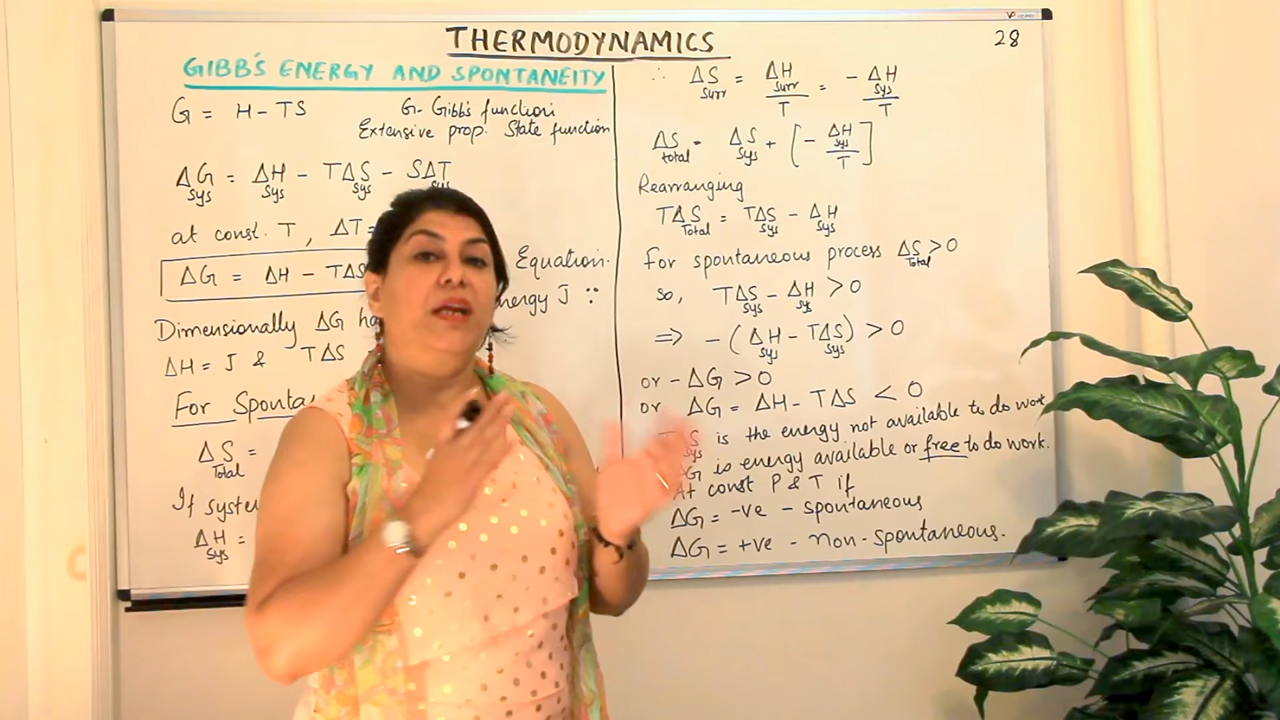 THERMODYNAMICS
28
GIBB'S ENERGY AND SPONTANEITY
G = H - TS G- Gibb's function
Extensive prop. State function
ΔG sys = ΔH sys - TΔS sys - SΔT sys
at const. T, ΔT=
ΔG = ΔH - TΔS Equation.
Dimensionally ΔG J ∵
ΔH = J & TΔS
For
ΔS Total =
If
ΔH sys =
∴ ΔS surr = ΔH surr / T = - ΔH sys / T
ΔS total = ΔS sys + [- ΔH sys / T]
Rearranging
TΔS Total = TΔS sys - ΔH sys
for spontaneous process ΔS Total > 0
so, TΔS sys - ΔH sys > 0
⇒ - (ΔH sys - TΔS sys) > 0
or - ΔG > 0
or ΔG = ΔH - TΔS < 0
sys is the energy not available to do work
is energy available or free to do work.
At const P & T if
ΔG = -ve - spontaneous
ΔG = +ve - non-spontaneous.